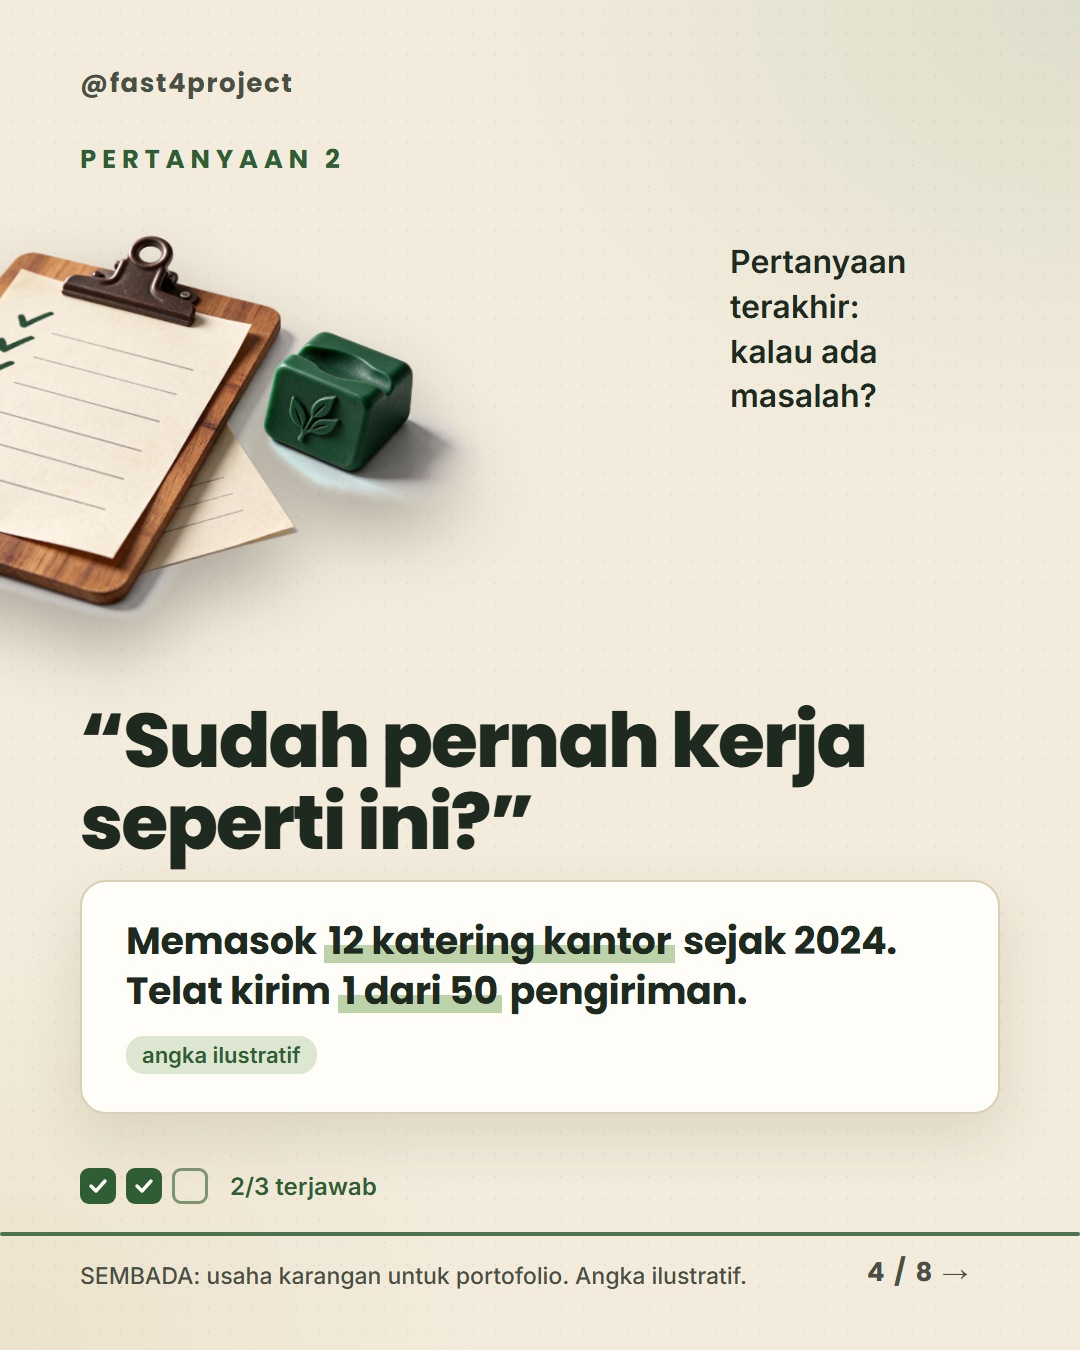 @fast4project
PERTANYAAN 2
Pertanyaan
terakhir:
kalau ada
masalah?
“Sudah pernah kerja
seperti ini?”
Memasok 12 katering kantor sejak 2024.
Telat kirim 1 dari 50 pengiriman.
angka ilustratif
2/3 terjawab
SEMBADA: usaha karangan untuk portofolio. Angka ilustratif.
4 / 8 →